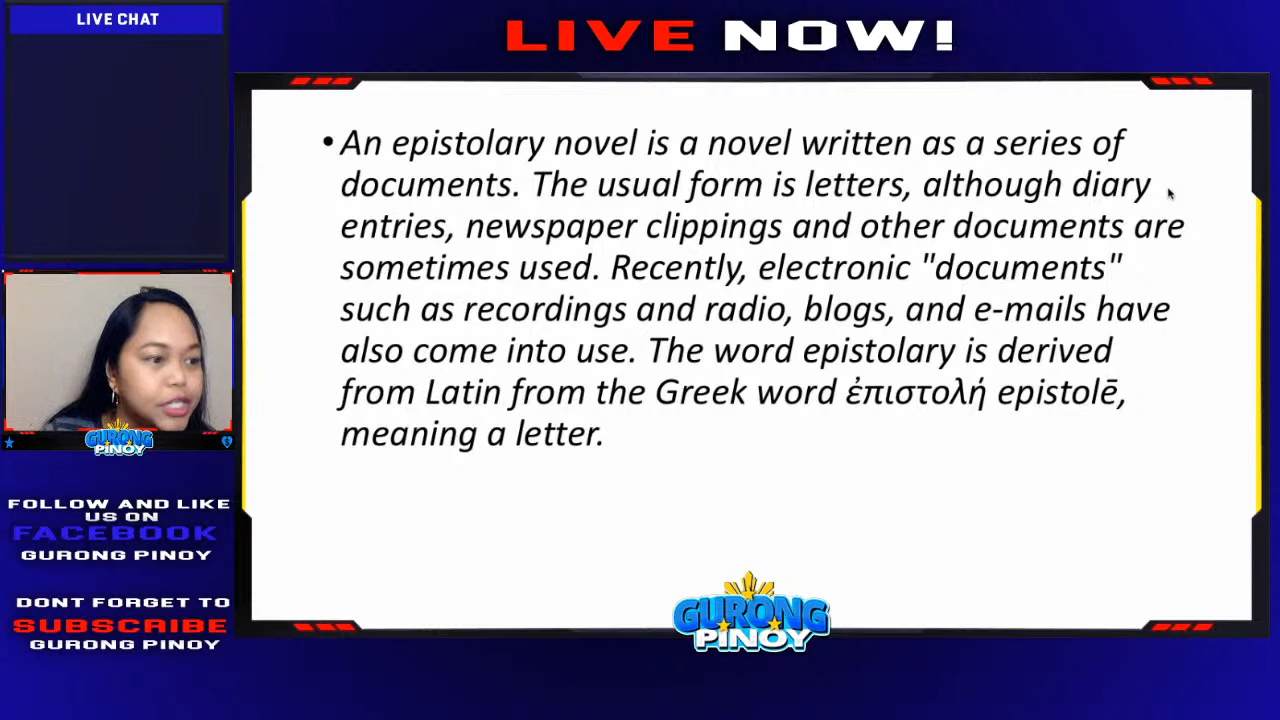 LIVE CHAT
LIVE NOW!
• An epistolary novel is a novel written as a series of
documents. The usual form is letters, although diary
entries, newspaper clippings and other documents are
sometimes used. Recently, electronic "documents"
such as recordings and radio, blogs, and e-mails have
also come into use. The word epistolary is derived
from Latin from the Greek word ἐπιστολή epistolē,
meaning a letter.
GURONG
PINOY
FOLLOW AND LIKE
US ON
FACEBOOK
GURONG PINOY
DONT FORGET TO
SUBSCRIBE
GURONG PINOY
GURONG
PINOY